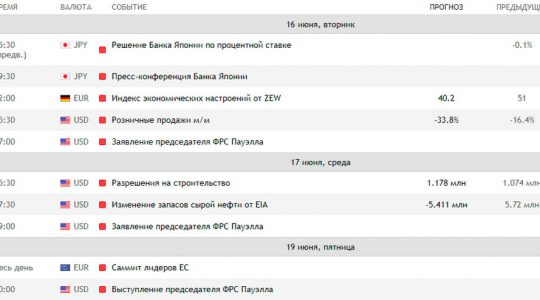 РЕМЯ ВАЛЮТА СОБЫТИЕ ПРОГНОЗ ПРЕДЫДУЩ
16 июня, вторник
6:30 JPY Решение Банка Японии по процентной ставке -0.1%
предв.)
9:30 JPY Пресс-конференция Банка Японии
2:00 EUR Индекс экономических настроений от ZEW 40.2 51
5:30 USD Розничные продажи м/м -33.8% -16.4%
7:00 USD Заявление председателя ФРС Пауэлла
17 июня, среда
5:30 USD Разрешения на строительство 1.178 млн 1.074 млн
7:30 USD Изменение запасов сырой нефти от EIA -5.411 млн 5.72 млн
9:00 USD Заявление председателя ФРС Пауэлла
19 июня, пятница
есь день EUR Саммит лидеров ЕС
0:00 USD Выступление председателя ФРС Пауэлла